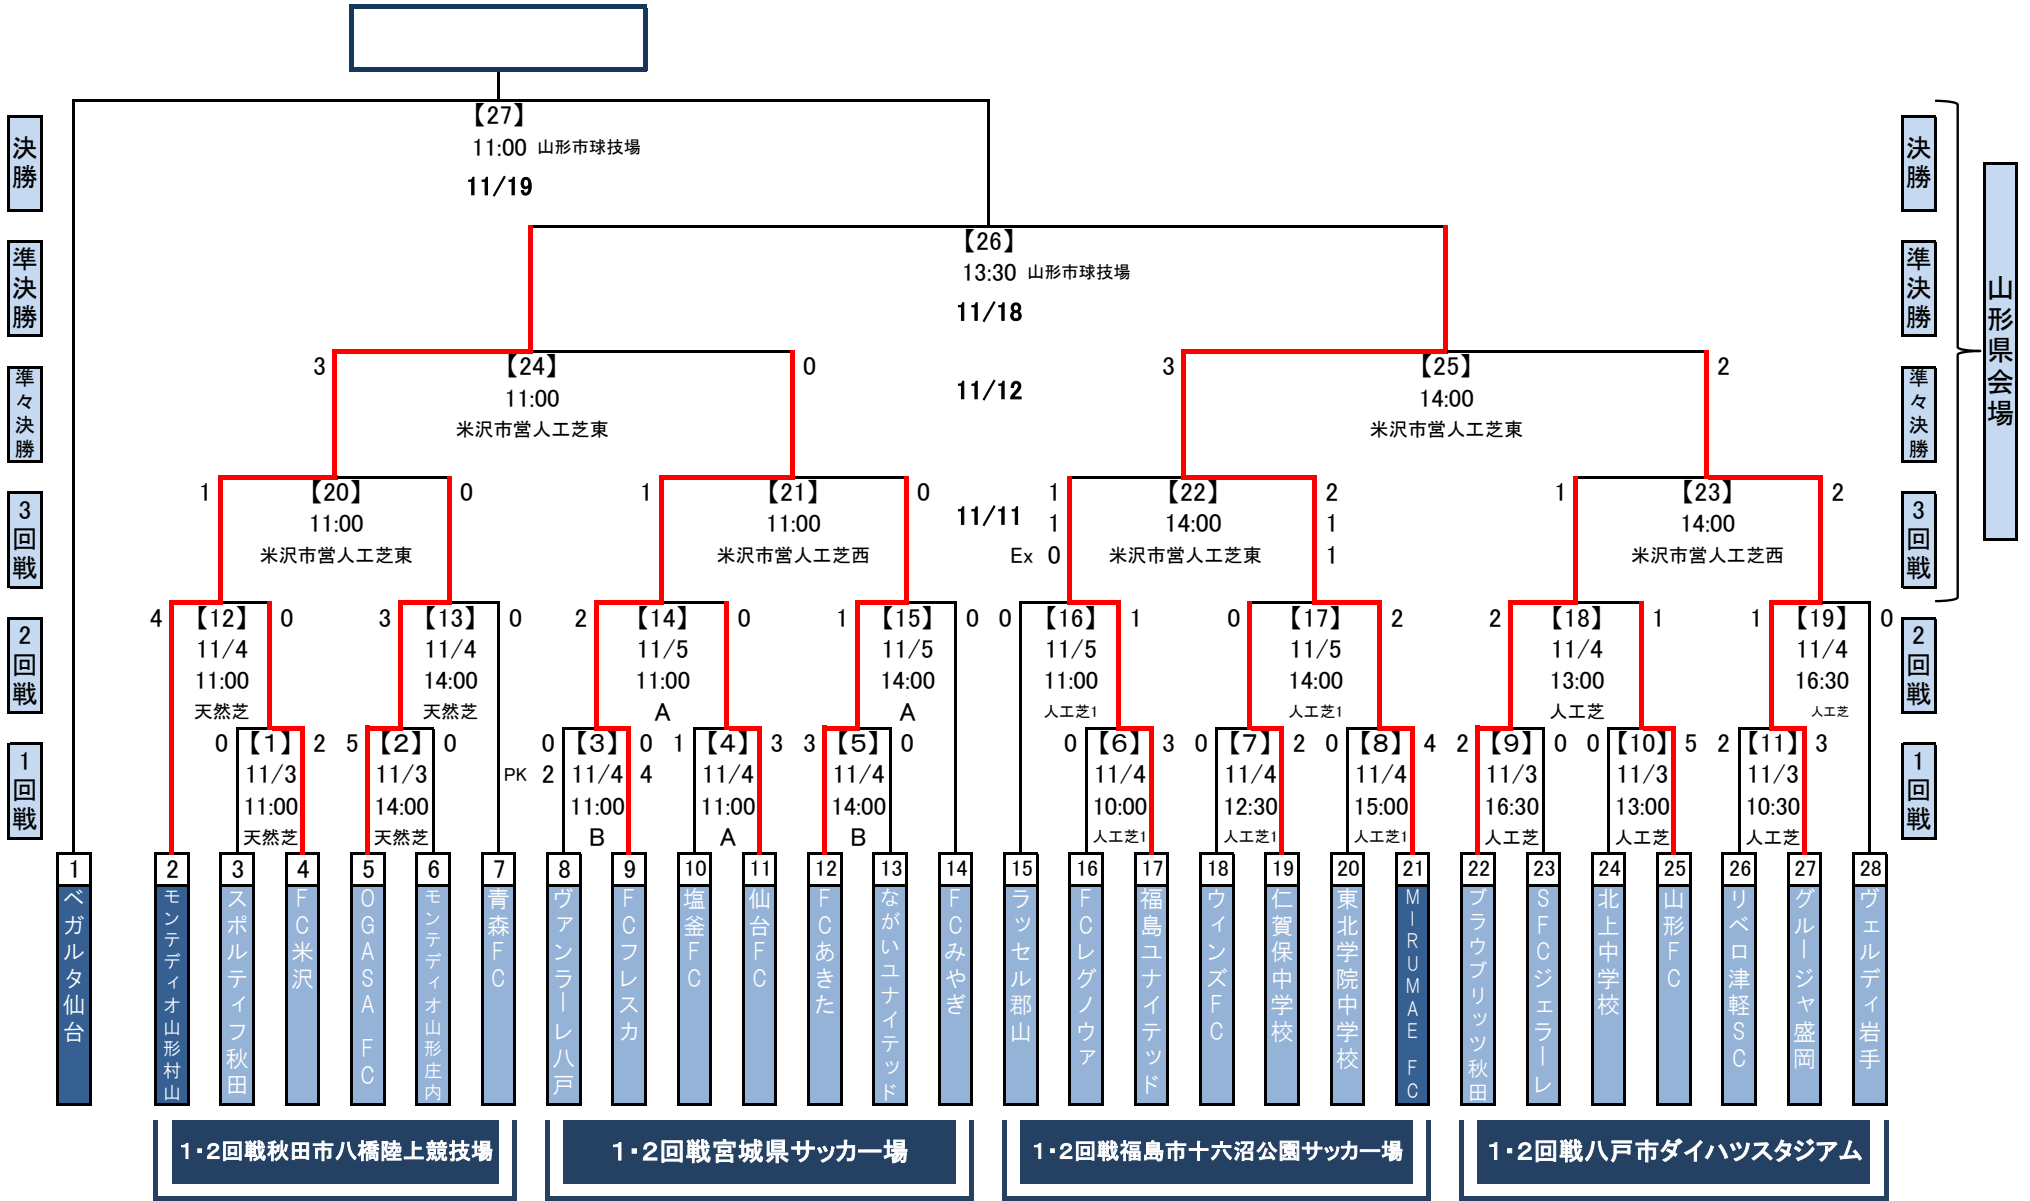 【27】
11:00 山形市球技場
11/19
決勝
決勝
【26】
13:30 山形市球技場
11/18
準決勝
準決勝
山形県会場
3 【24】 0
11:00
米沢市営人工芝東
11/12
3 【25】 2
14:00
米沢市営人工芝東
準々決勝
準々決勝
1 【20】 0
11:00
米沢市営人工芝東
1 【21】 0
11:00
米沢市営人工芝西
11/11
1 【22】 2
1 14:00 1
Ex 0 米沢市営人工芝東 1
1 【23】 2
14:00
米沢市営人工芝西
3回戦
3回戦
4 【12】 0
11/4
11:00
天然芝
3 【13】 0
11/4
14:00
天然芝
2 【14】 0
11/5
11:00
A
1 【15】 0
11/5
14:00
A
0 【16】 1
11/5
11:00
人工芝1
0 【17】 2
11/5
14:00
人工芝1
2 【18】 1
11/4
13:00
人工芝
1 【19】 0
11/4
16:30
人工芝
2回戦
2回戦
0 【1】 2
11/3
11:00
天然芝
5 【2】 0
11/3
14:00
天然芝
0 【3】 0
PK 2 11/4 4
11:00
B
1 【4】 3
11/4
11:00
A
3 【5】 0
11/4
14:00
B
0 【6】 3
11/4
10:00
人工芝1
0 【7】 2
11/4
12:30
人工芝1
0 【8】 4
11/4
15:00
人工芝1
2 【9】 0
11/3
16:30
人工芝
0 【10】 5
11/3
13:00
人工芝
2 【11】 3
11/3
10:30
人工芝
1回戦
1回戦
1 ベガルタ仙台
2 モンテディオ山形村山
3 スポルティフ秋田
4 FC米沢
5 OGASA FC
6 モンテディオ山形庄内
7 青森FC
8 ヴァンラーレ八戸
9 FCフレスカ
10 塩釜FC
11 仙台FC
12 FCあきた
13 ながいユナイテッド
14 FCみやぎ
15 ラッセル郡山
16 FCレグノウァ
17 福島ユナイテッド
18 ウィンズFC
19 仁賀保中学校
20 東北学院中学校
21 MIRUMAE FC
22 ブラウブリッツ秋田
23 SFCジェラーレ
24 北上中学校
25 山形FC
26 リベロ津軽SC
27 グルージャ盛岡
28 ヴェルディ岩手
1・2回戦秋田市八橋陸上競技場
1・2回戦宮城県サッカー場
1・2回戦福島市十六沼公園サッカー場
1・2回戦八戸市ダイハツスタジアム